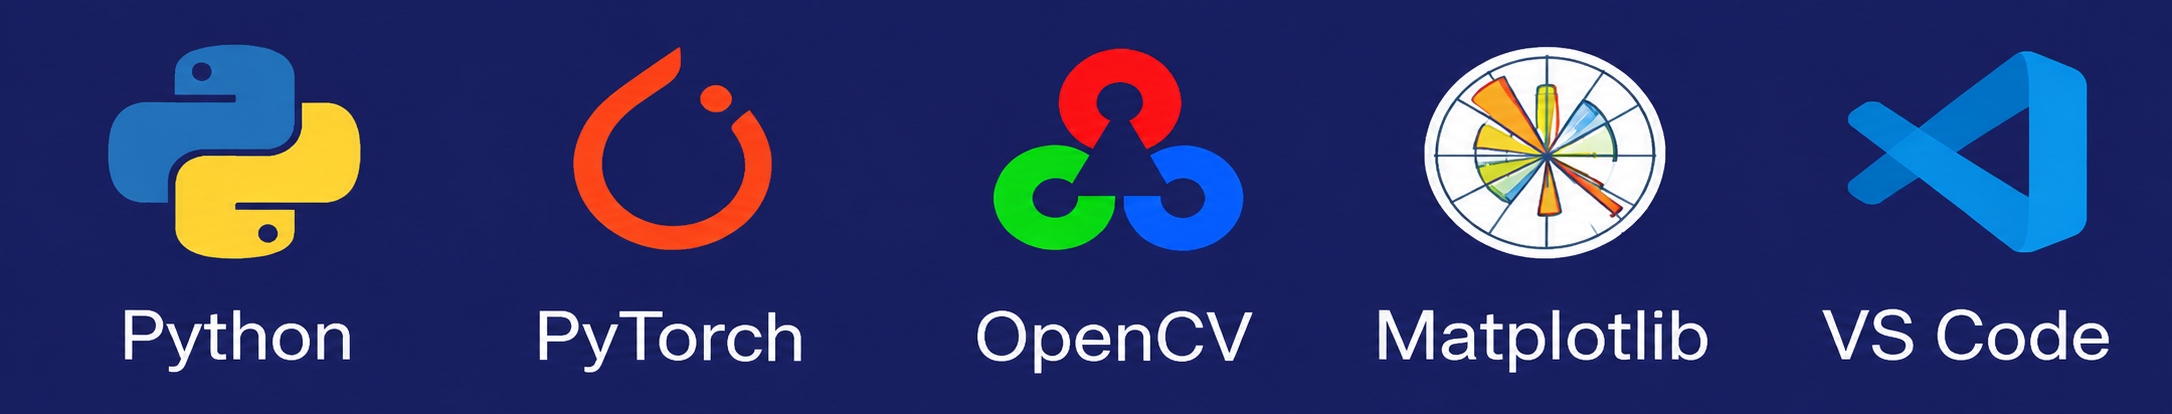 Python PyTorch OpenCV Matplotlib VS Code